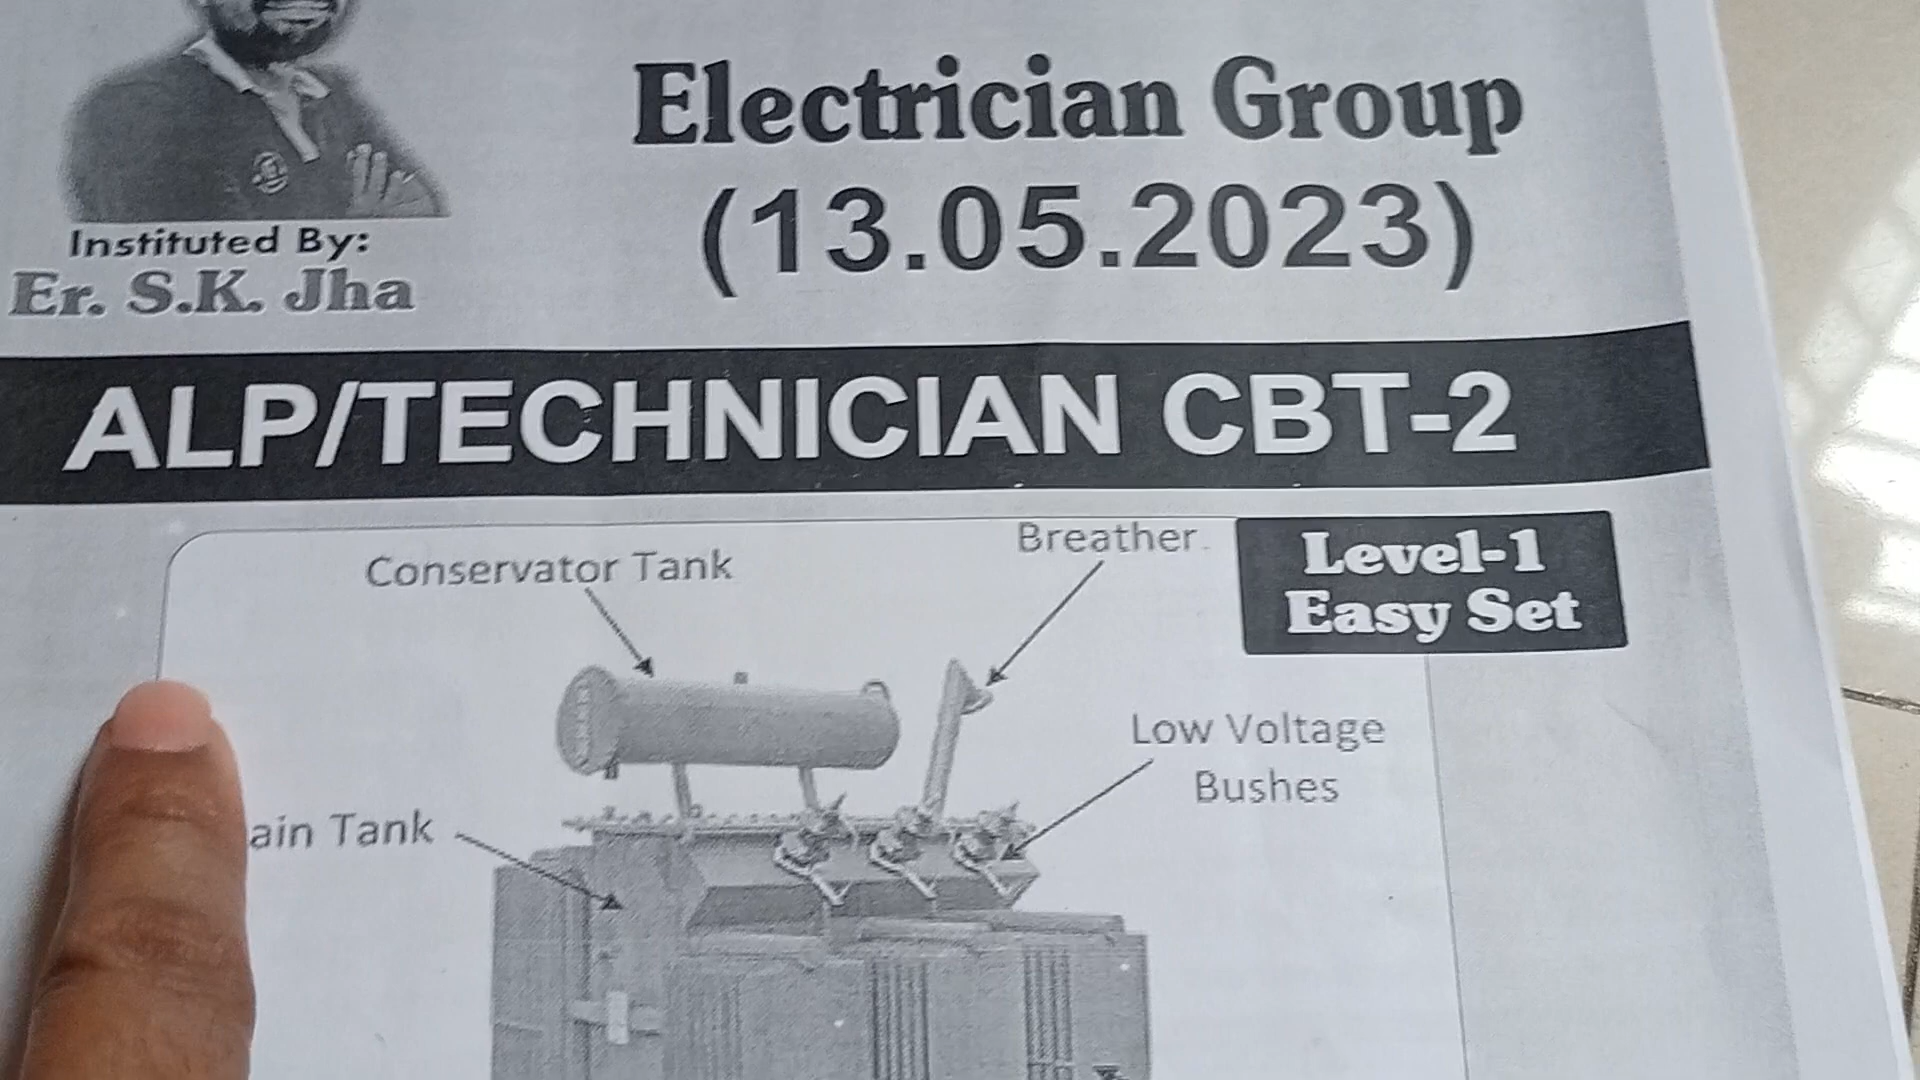 Electrician Group
(13.05.2023)
Instituted By:
Er. S.K. Jha
ALP/TECHNICIAN CBT-2
Level-1
Easy Set
Conservator Tank
Breather
Low Voltage
Bushes
ain Tank